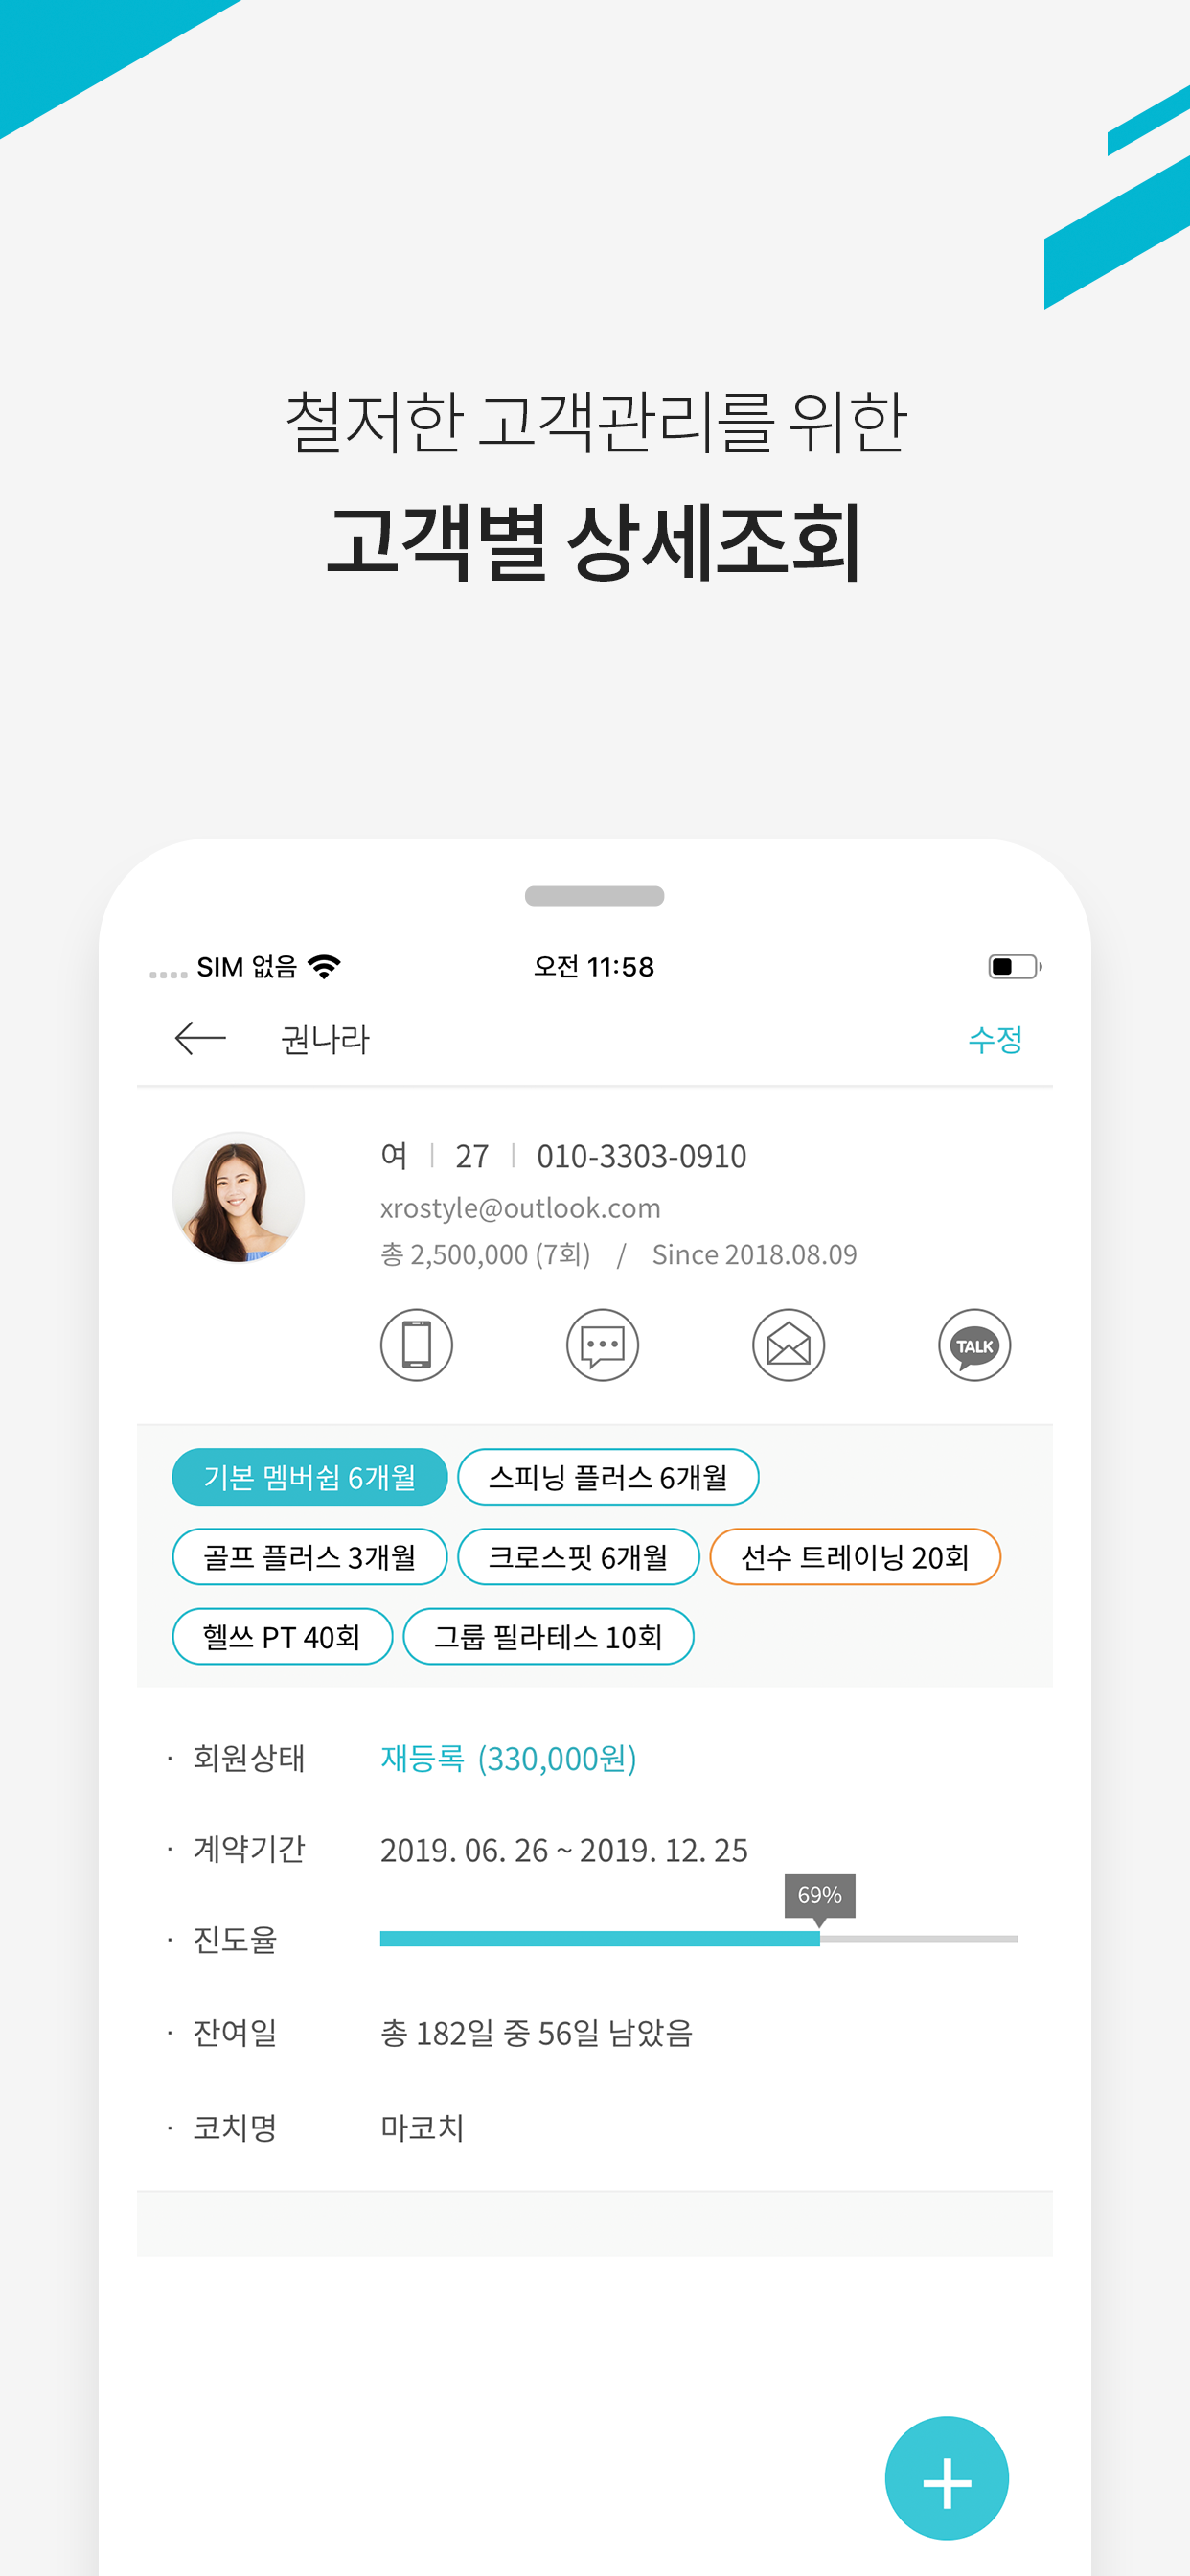 철저한 고객관리를 위한
고객별 상세조회
SIM 없음 오전 11:58
권나라 수정
여 | 27 | 010-3303-0910
xrostyle@outlook.com
총 2,500,000 (7회) / Since 2018.08.09
TALK
기본 멤버쉽 6개월 스피닝 플러스 6개월
골프 플러스 3개월 크로스핏 6개월 선수 트레이닝 20회
헬쓰 PT 40회 그룹 필라테스 10회
· 회원상태 재등록 (330,000원)
· 계약기간 2019. 06. 26 ~ 2019. 12. 25
69%
· 진도율
· 잔여일 총 182일 중 56일 남았음
· 코치명 마코치
+